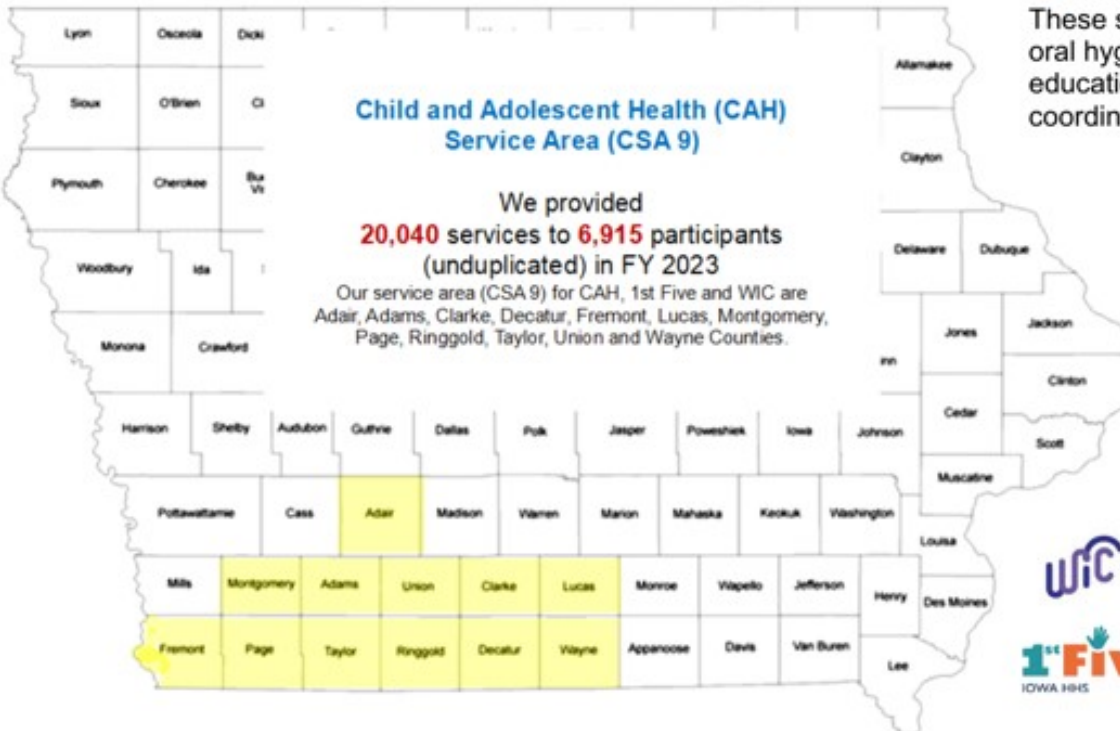 Lyon
Osceola
Allamakee
Sioux
O'Brien
Clayton
Plymouth
Cherokee
Child and Adolescent Health (CAH)
Service Area (CSA 9)
We provided
20,040 services to 6,915 participants
(unduplicated) in FY 2023
Our service area (CSA 9) for CAH, 1st Five and WIC are
Adair, Adams, Clarke, Decatur, Fremont, Lucas, Montgomery,
Page, Ringgold, Taylor, Union and Wayne Counties.
These
oral
coordin
Woodbury
Ida
Delaware
Dubuque
Monona
Crawford
Jones
Jackson
Clinton
Harrison
Shelby
Audubon
Guthrie
Dallas
Polk
Jasper
Poweshiek
Iowa
Johnson
Cedar
Scott
Muscatine
Pottawattamie
Cass
Adair
Madison
Warren
Marion
Mahaska
Keokuk
Washington
Louisa
Mills
Montgomery
Adams
Union
Clarke
Lucas
Monroe
Wapello
Jefferson
Henry
Des Moines
Fremont
Page
Taylor
Ringgold
Decatur
Wayne
Appanoose
Davis
Van Buren
Lee
WIC
1st Fiv
IOWA HHS